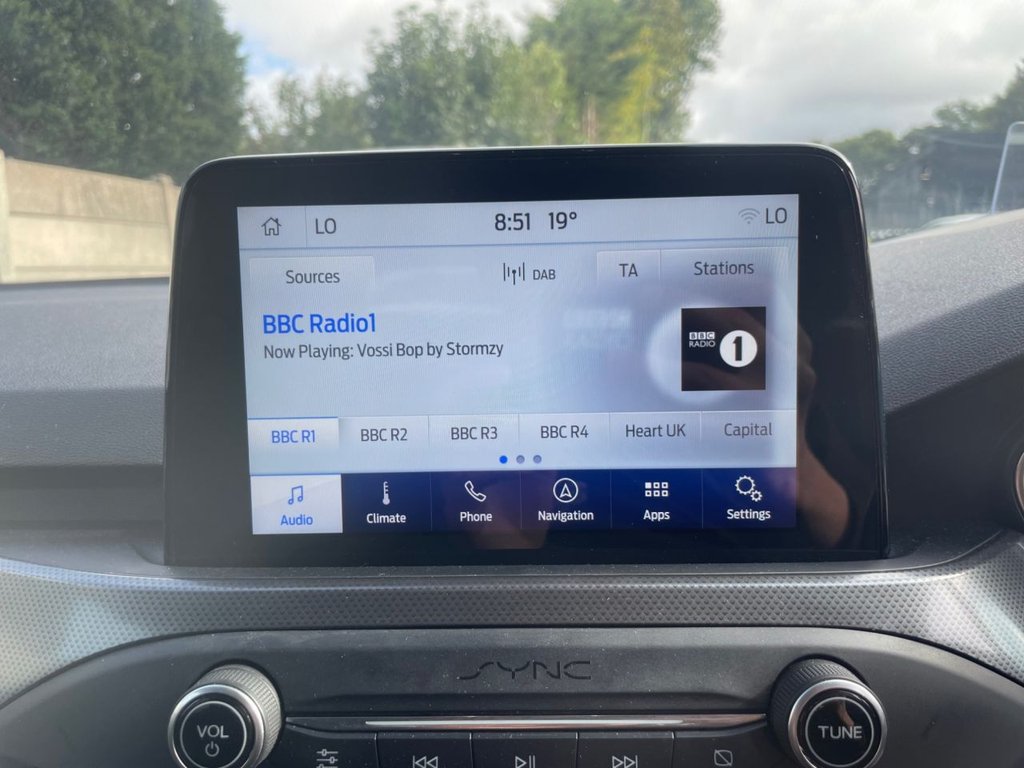 LO 8:51 19° LO
Sources DAB TA Stations
BBC Radio1
Now Playing: Vossi Bop by Stormzy
BBC RADIO 1
BBC R1 BBC R2 BBC R3 BBC R4 Heart UK Capital
Audio Climate Phone Navigation Apps Settings
SYNC
VOL TUNE